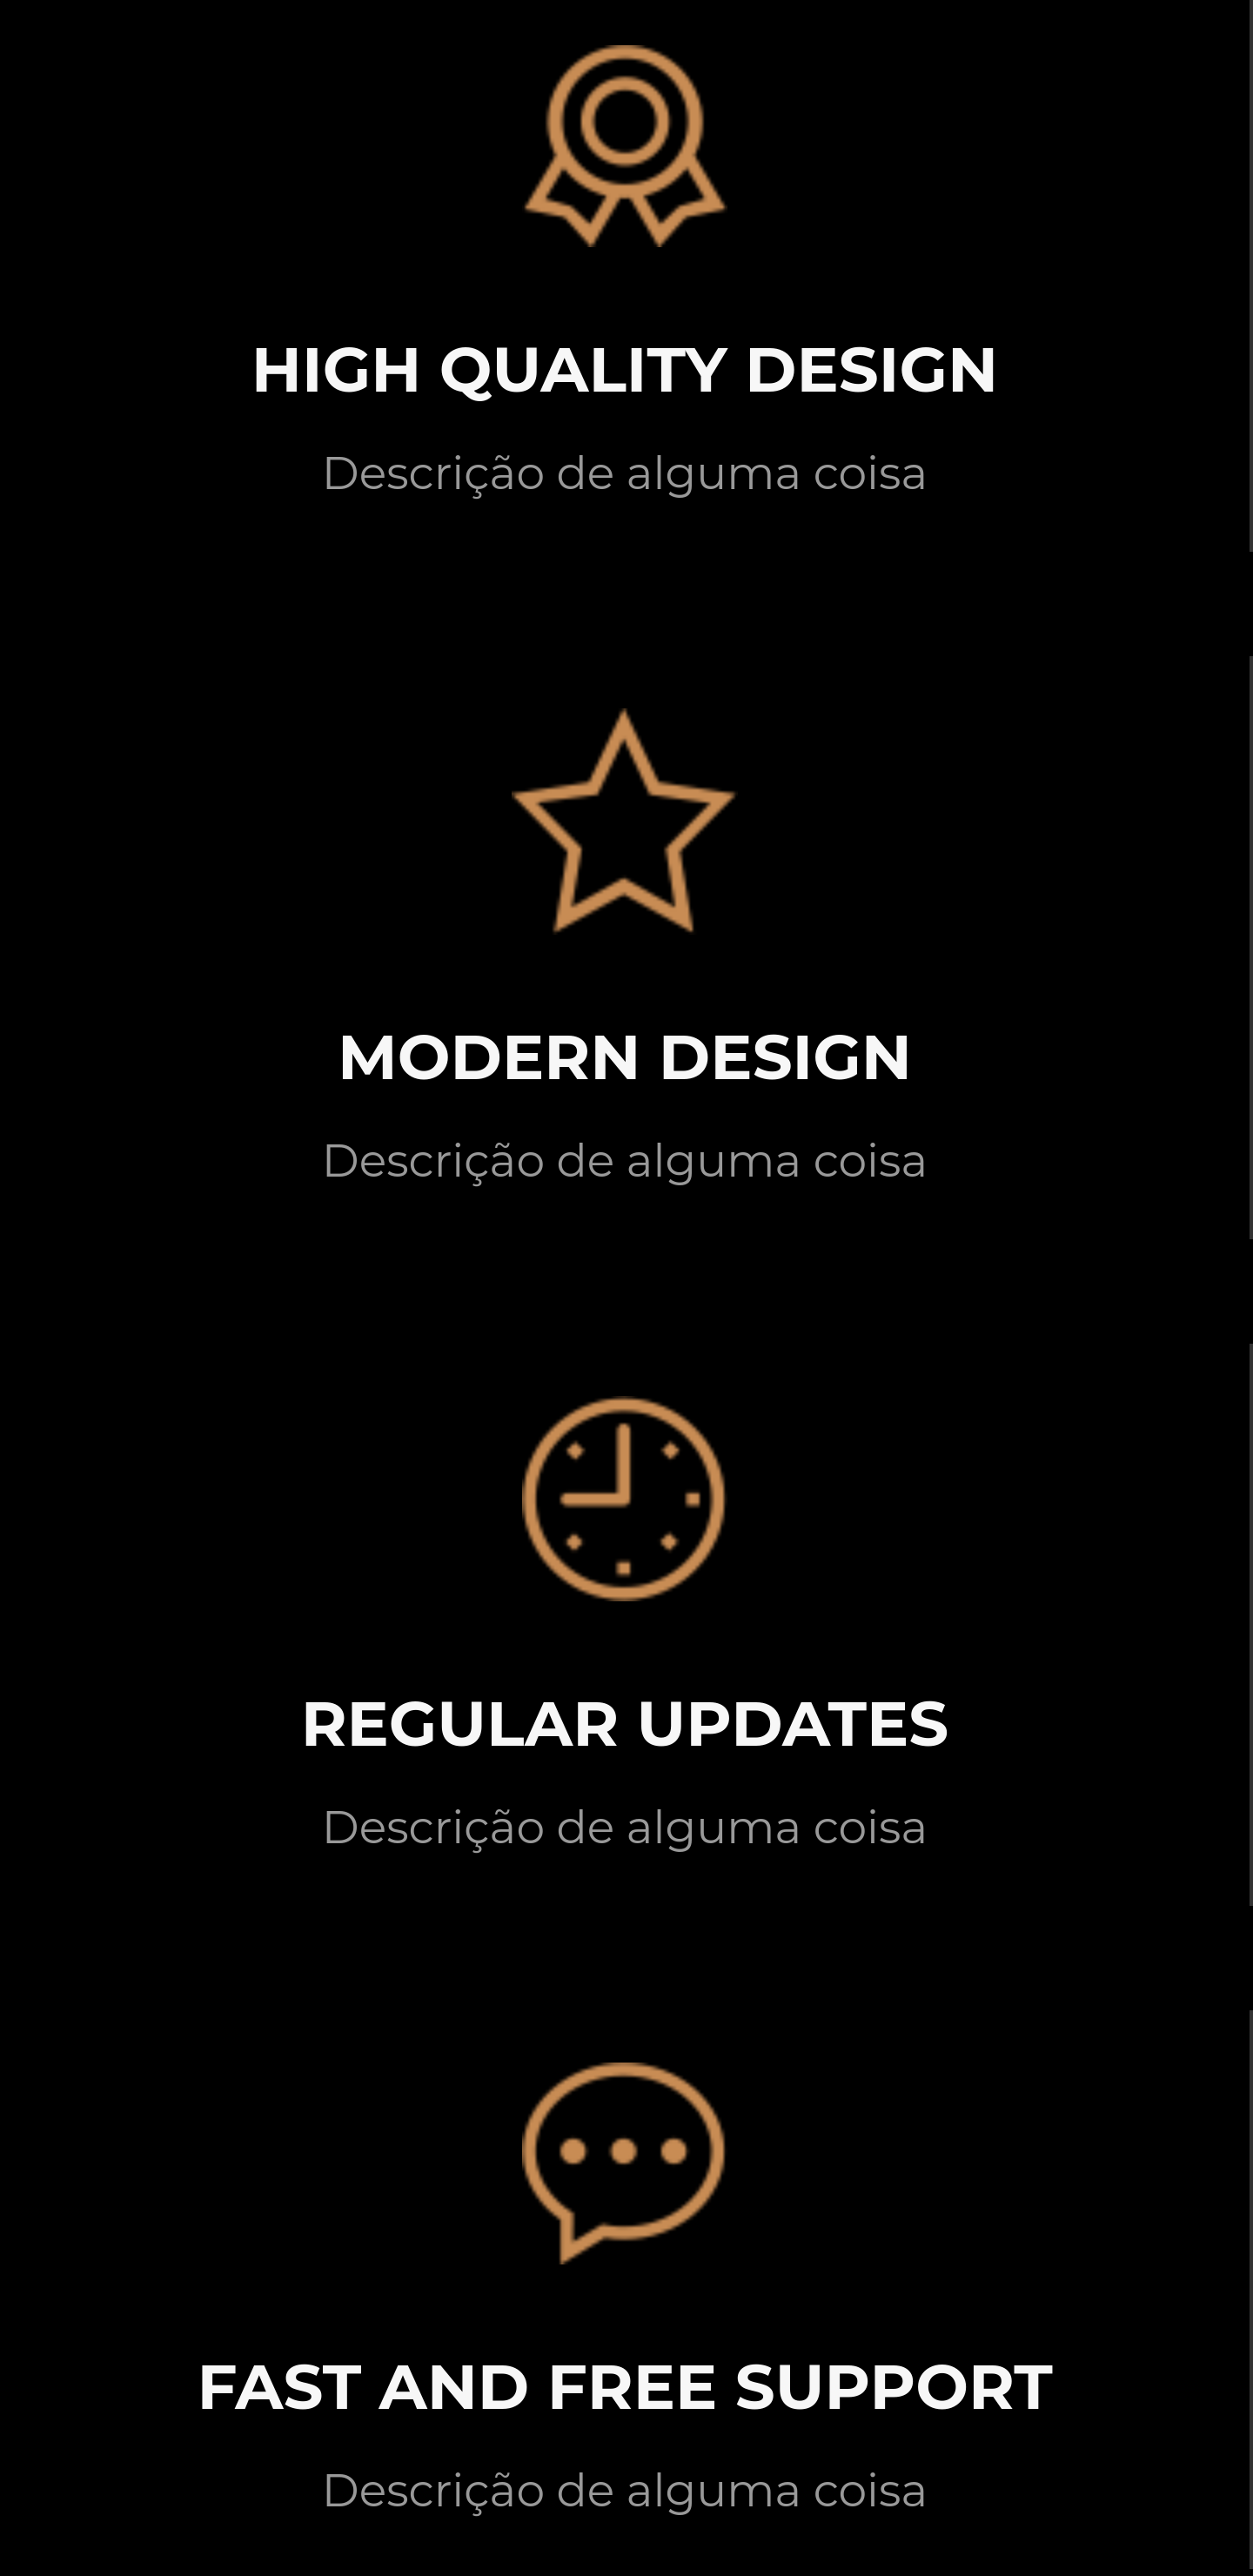 HIGH QUALITY DESIGN
Descrição de alguma coisa
MODERN DESIGN
Descrição de alguma coisa
REGULAR UPDATES
Descrição de alguma coisa
FAST AND FREE SUPPORT
Descrição de alguma coisa